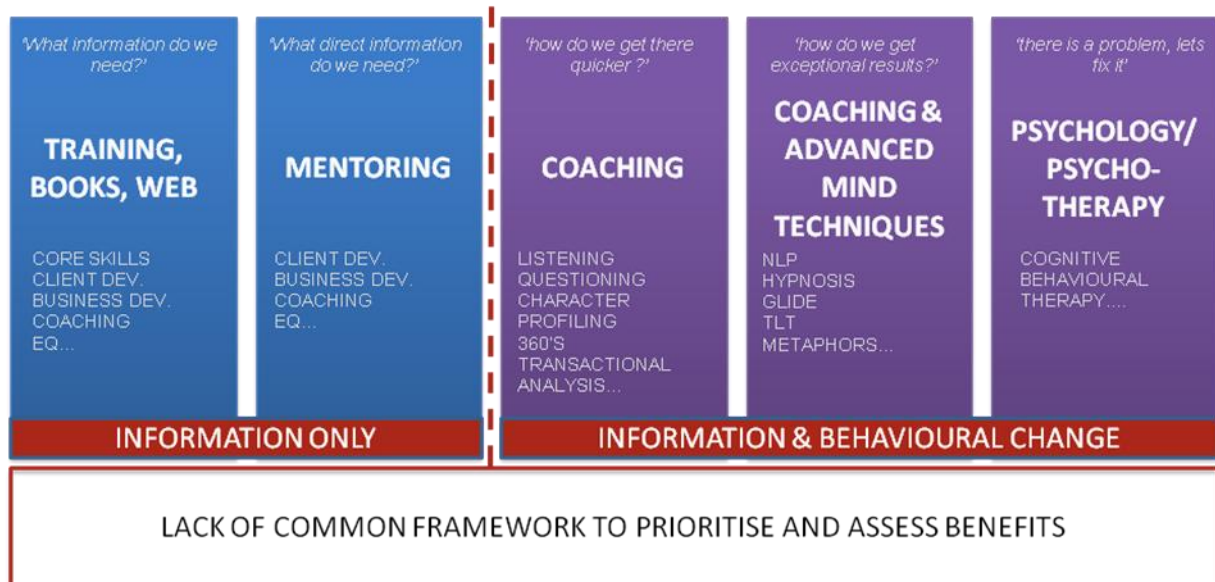 'What information do we
need?'
TRAINING,
BOOKS, WEB
CORE SKILLS
CLIENT DEV.
BUSINESS DEV.
COACHING
EQ...
'What direct information
do we need?'
MENTORING
CLIENT DEV.
BUSINESS DEV.
COACHING
EQ...
'how do we get there
quicker ?'
COACHING
LISTENING
QUESTIONING
CHARACTER
PROFILING
360'S
TRANSACTIONAL
ANALYSIS...
'how do we get
exceptional results?'
COACHING &
ADVANCED
MIND
TECHNIQUES
NLP
HYPNOSIS
GLIDE
TLT
METAPHORS...
'there is a problem, lets
fix it'
PSYCHOLOGY/
PSYCHO-
THERAPY
COGNITIVE
BEHAVIOURAL
THERAPY....
INFORMATION ONLY
INFORMATION & BEHAVIOURAL CHANGE
LACK OF COMMON FRAMEWORK TO PRIORITISE AND ASSESS BENEFITS